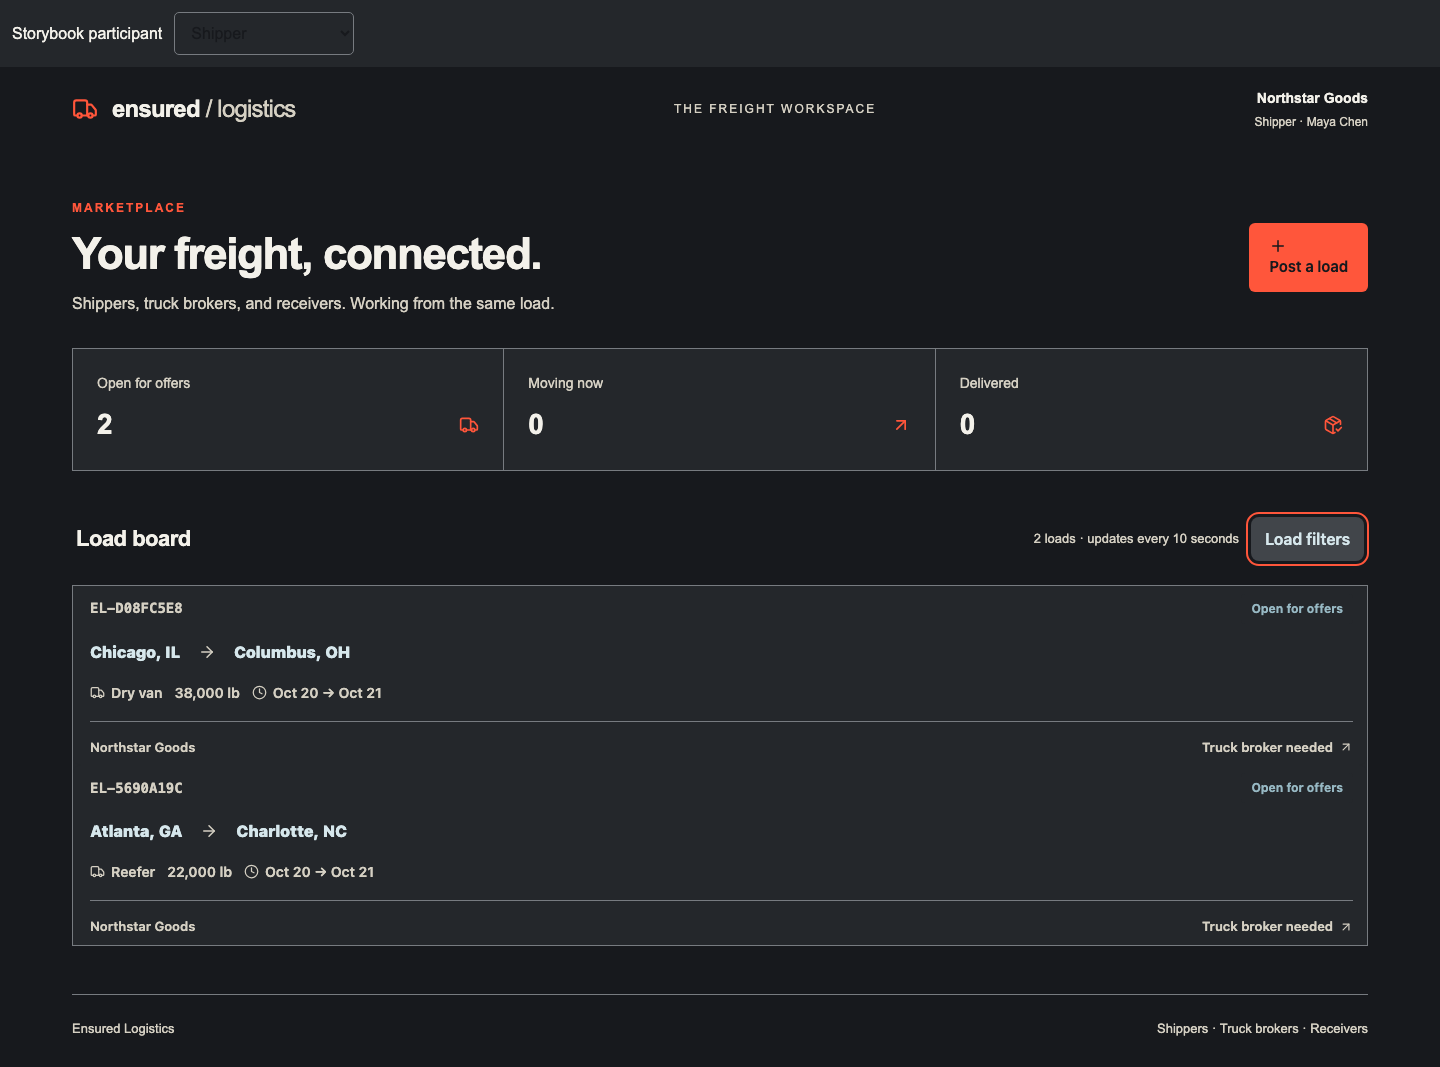 Storybook participant Shipper
ensured / logistics
THE FREIGHT WORKSPACE
Northstar Goods
Shipper · Maya Chen
MARKETPLACE
Your freight, connected.
Shippers, truck brokers, and receivers. Working from the same load.
+
Post a load
Open for offers
2
Moving now
0
Delivered
0
Load board
2 loads · updates every 10 seconds
Load filters
EL-D08FC5E8
Open for offers
Chicago, IL → Columbus, OH
Dry van 38,000 lb Oct 20 → Oct 21
Northstar Goods
Truck broker needed
EL-5690A19C
Open for offers
Atlanta, GA → Charlotte, NC
Reefer 22,000 lb Oct 20 → Oct 21
Northstar Goods
Truck broker needed
Ensured Logistics
Shippers · Truck brokers · Receivers